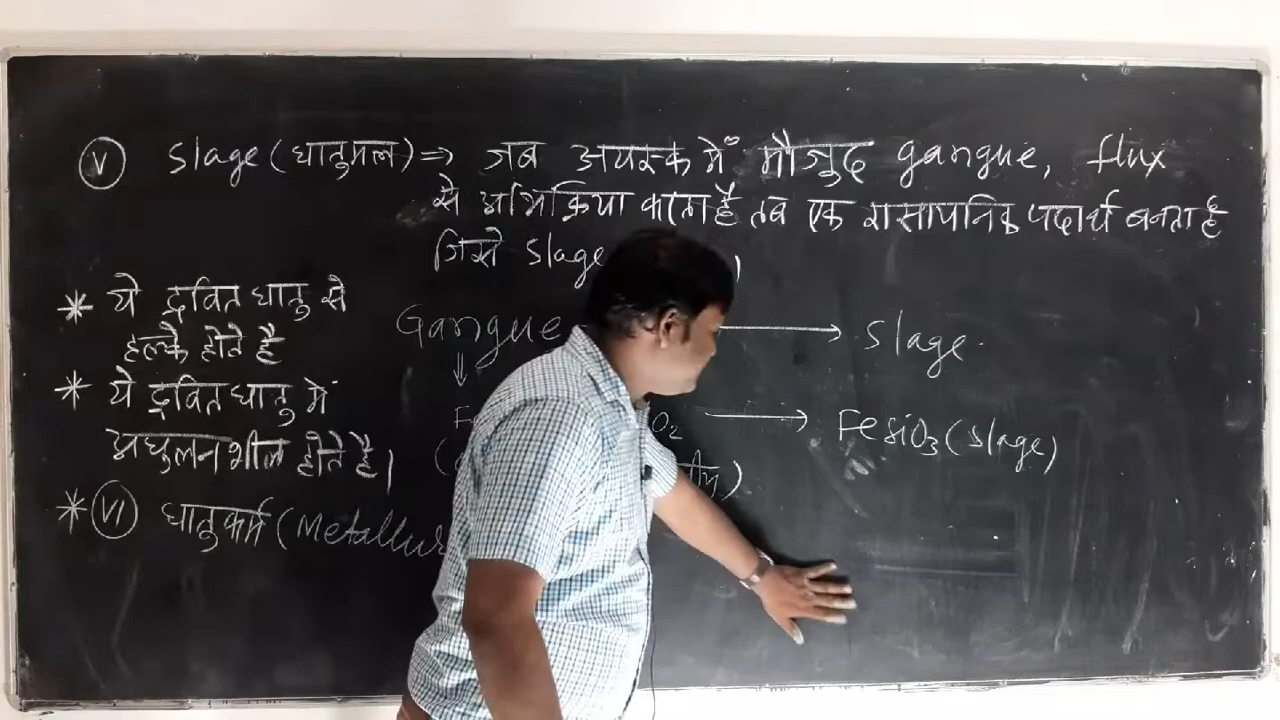 (V) Slage (धातुमल) ⇒ जब अयस्क में मौजूद gangue, flux
से अभिक्रिया करता है तब एक रासायनिक पदार्थ बनता है
जिसे Slage
* ये द्रवित धातु से
हल्के होते है
* ये द्रवित धातु में
अघुलनशील होते है।
* (VI) धातुकर्म (Metallur
Gangue → Slage.
⇓
Fe O₂ → FeSiO₃ (Slage)